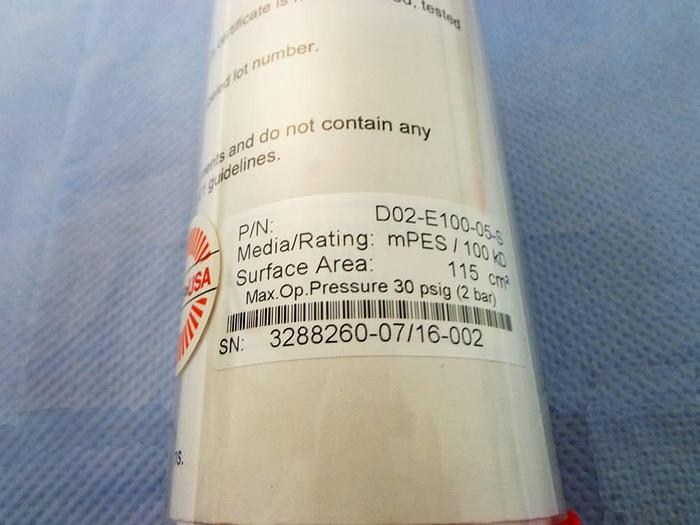 certificate is
tested
lot number.
and do not contain any
guidelines.
P/N: D02-E100-05-S
Media/Rating: mPES / 100 kD
Surface Area: 115 cm²
Max.Op.Pressure 30 psig (2 bar)
SN: 3288260-07/16-002
USA